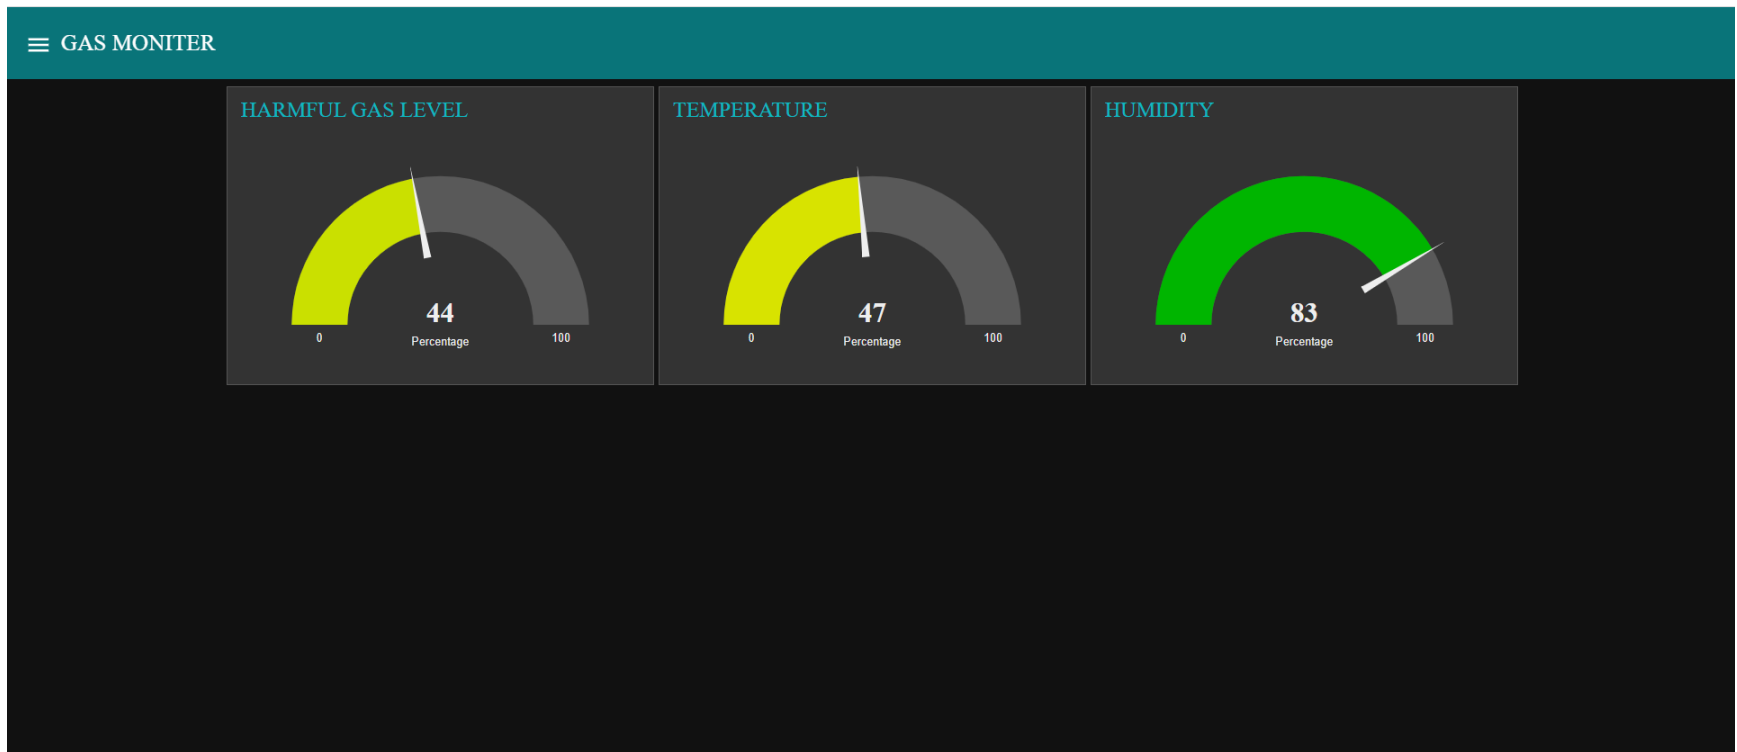 GAS MONITER
HARMFUL GAS LEVEL
44
0
Percentage
100
TEMPERATURE
47
0
Percentage
100
HUMIDITY
83
0
Percentage
100